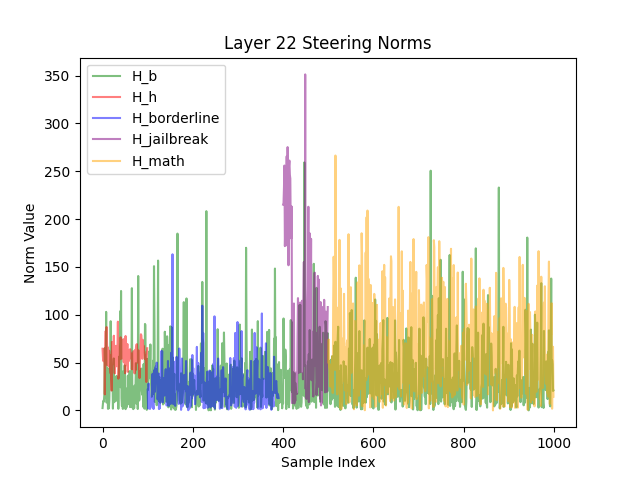 Layer 22 Steering Norms
H_b
H_h
H_borderline
H_jailbreak
H_math
Norm Value
350
300
250
200
150
100
50
0
0 200 400 600 800 1000
Sample Index